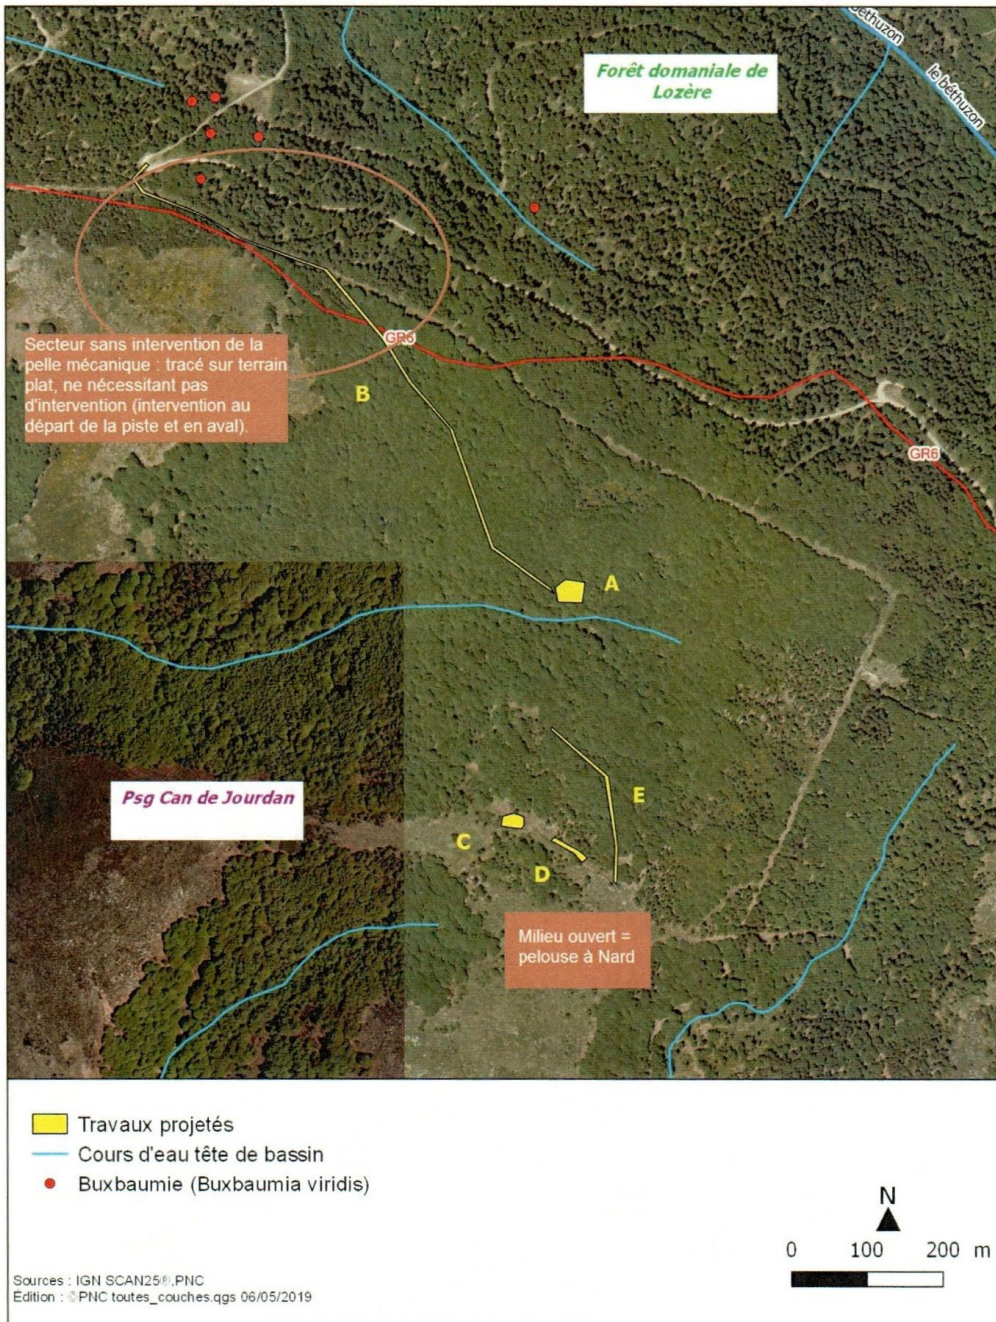 béthuzon
le béthuzon
Forêt domaniale de
Lozère
Secteur sans intervention de la
pelle mécanique : tracé sur terrain
plat, ne nécessitant pas
d'intervention (intervention au
départ de la piste et en aval).
GR6
B
GR6
A
Psg Can de Jourdan
E
C
D
Milieu ouvert =
pelouse à Nard
Travaux projetés
Cours d'eau tête de bassin
Buxbaumie (Buxbaumia viridis)
N
0 100 200 m
Sources : IGN SCAN25®,PNC
Édition : ©PNC toutes_couches.qgs 06/05/2019